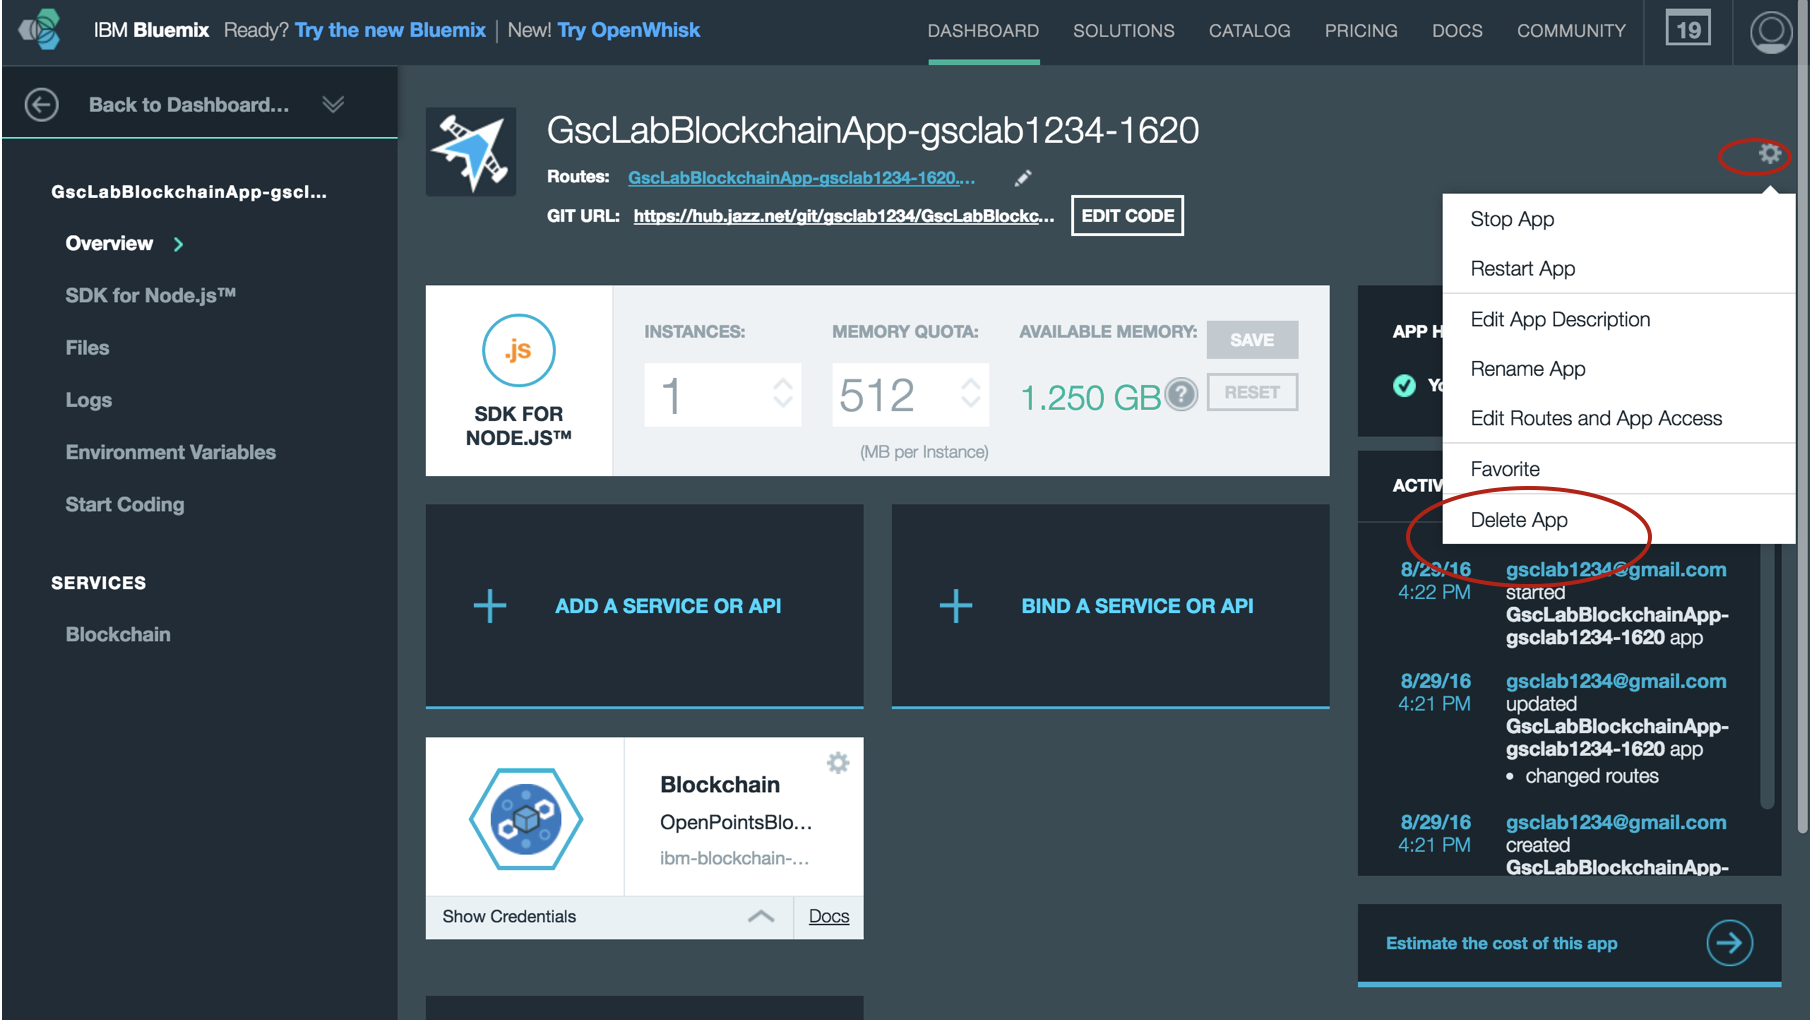 IBM Bluemix Ready? Try the new Bluemix | New! Try OpenWhisk
DASHBOARD SOLUTIONS CATALOG PRICING DOCS COMMUNITY 19
Back to Dashboard...
GscLabBlockchainApp-gscl...
Overview
SDK for Node.js™
Files
Logs
Environment Variables
Start Coding
SERVICES
Blockchain
GscLabBlockchainApp-gsclab1234-1620
Routes: GscLabBlockchainApp-gsclab1234-1620....
GIT URL: https://hub.jazz.net/git/gsclab1234/GscLabBlockc... EDIT CODE
.js
SDK FOR
NODE.JS™
INSTANCES:
1
MEMORY QUOTA:
512
(MB per Instance)
AVAILABLE MEMORY:
1.250 GB ?
SAVE
RESET
ADD A SERVICE OR API
BIND A SERVICE OR API
Blockchain
OpenPointsBlo...
ibm-blockchain-...
Show Credentials
Docs
Stop App
Restart App
Edit App Description
Rename App
Edit Routes and App Access
Favorite
Delete App
APP H
Yo
ACTIV
8/29/16 gsclab1234@gmail.com
4:22 PM started
GscLabBlockchainApp-
gsclab1234-1620 app
8/29/16 gsclab1234@gmail.com
4:21 PM updated
GscLabBlockchainApp-
gsclab1234-1620 app
• changed routes
8/29/16 gsclab1234@gmail.com
4:21 PM created
GscLabBlockchainApp-
Estimate the cost of this app